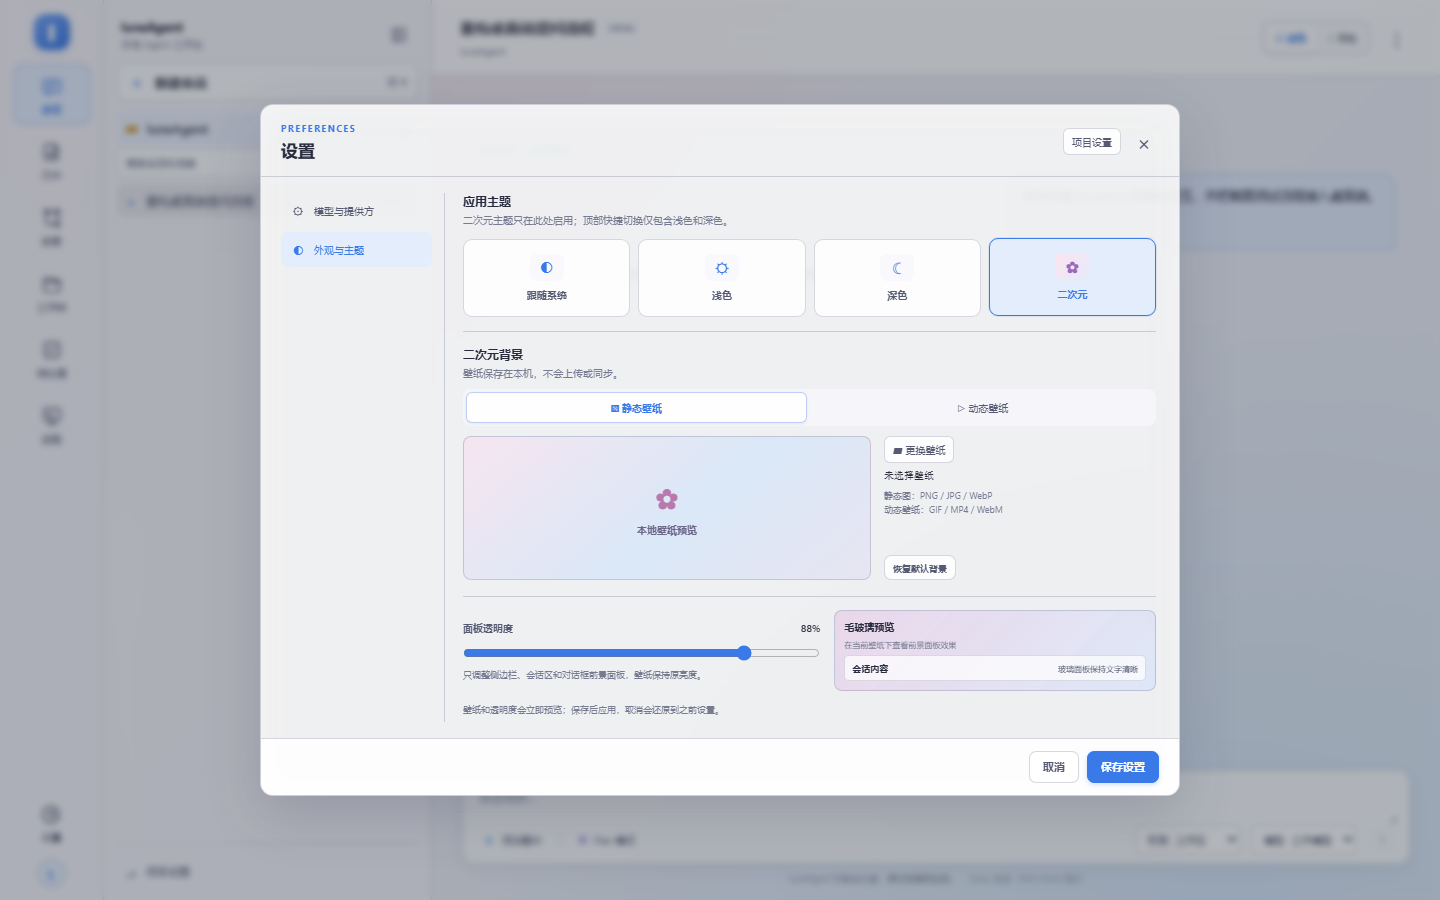 PREFERENCES
设置
项目设置
模型与提供方
外观与主题
应用主题
二次元主题只在此处启用；顶部快捷切换仅包含浅色和深色。
跟随系统
浅色
深色
二次元
二次元背景
壁纸保存在本机，不会上传或同步。
静态壁纸
动态壁纸
本地壁纸预览
更换壁纸
未选择壁纸
静态图：PNG / JPG / WebP
动态壁纸：GIF / MP4 / WebM
恢复默认背景
面板透明度
88%
只调整侧边栏、会话区和对话框前景面板，壁纸保持原亮度。
毛玻璃预览
在当前壁纸下查看前景面板效果
会话内容
玻璃面板保持文字清晰
壁纸和透明度会立即预览；保存后应用，取消会还原到之前设置。
取消
保存设置